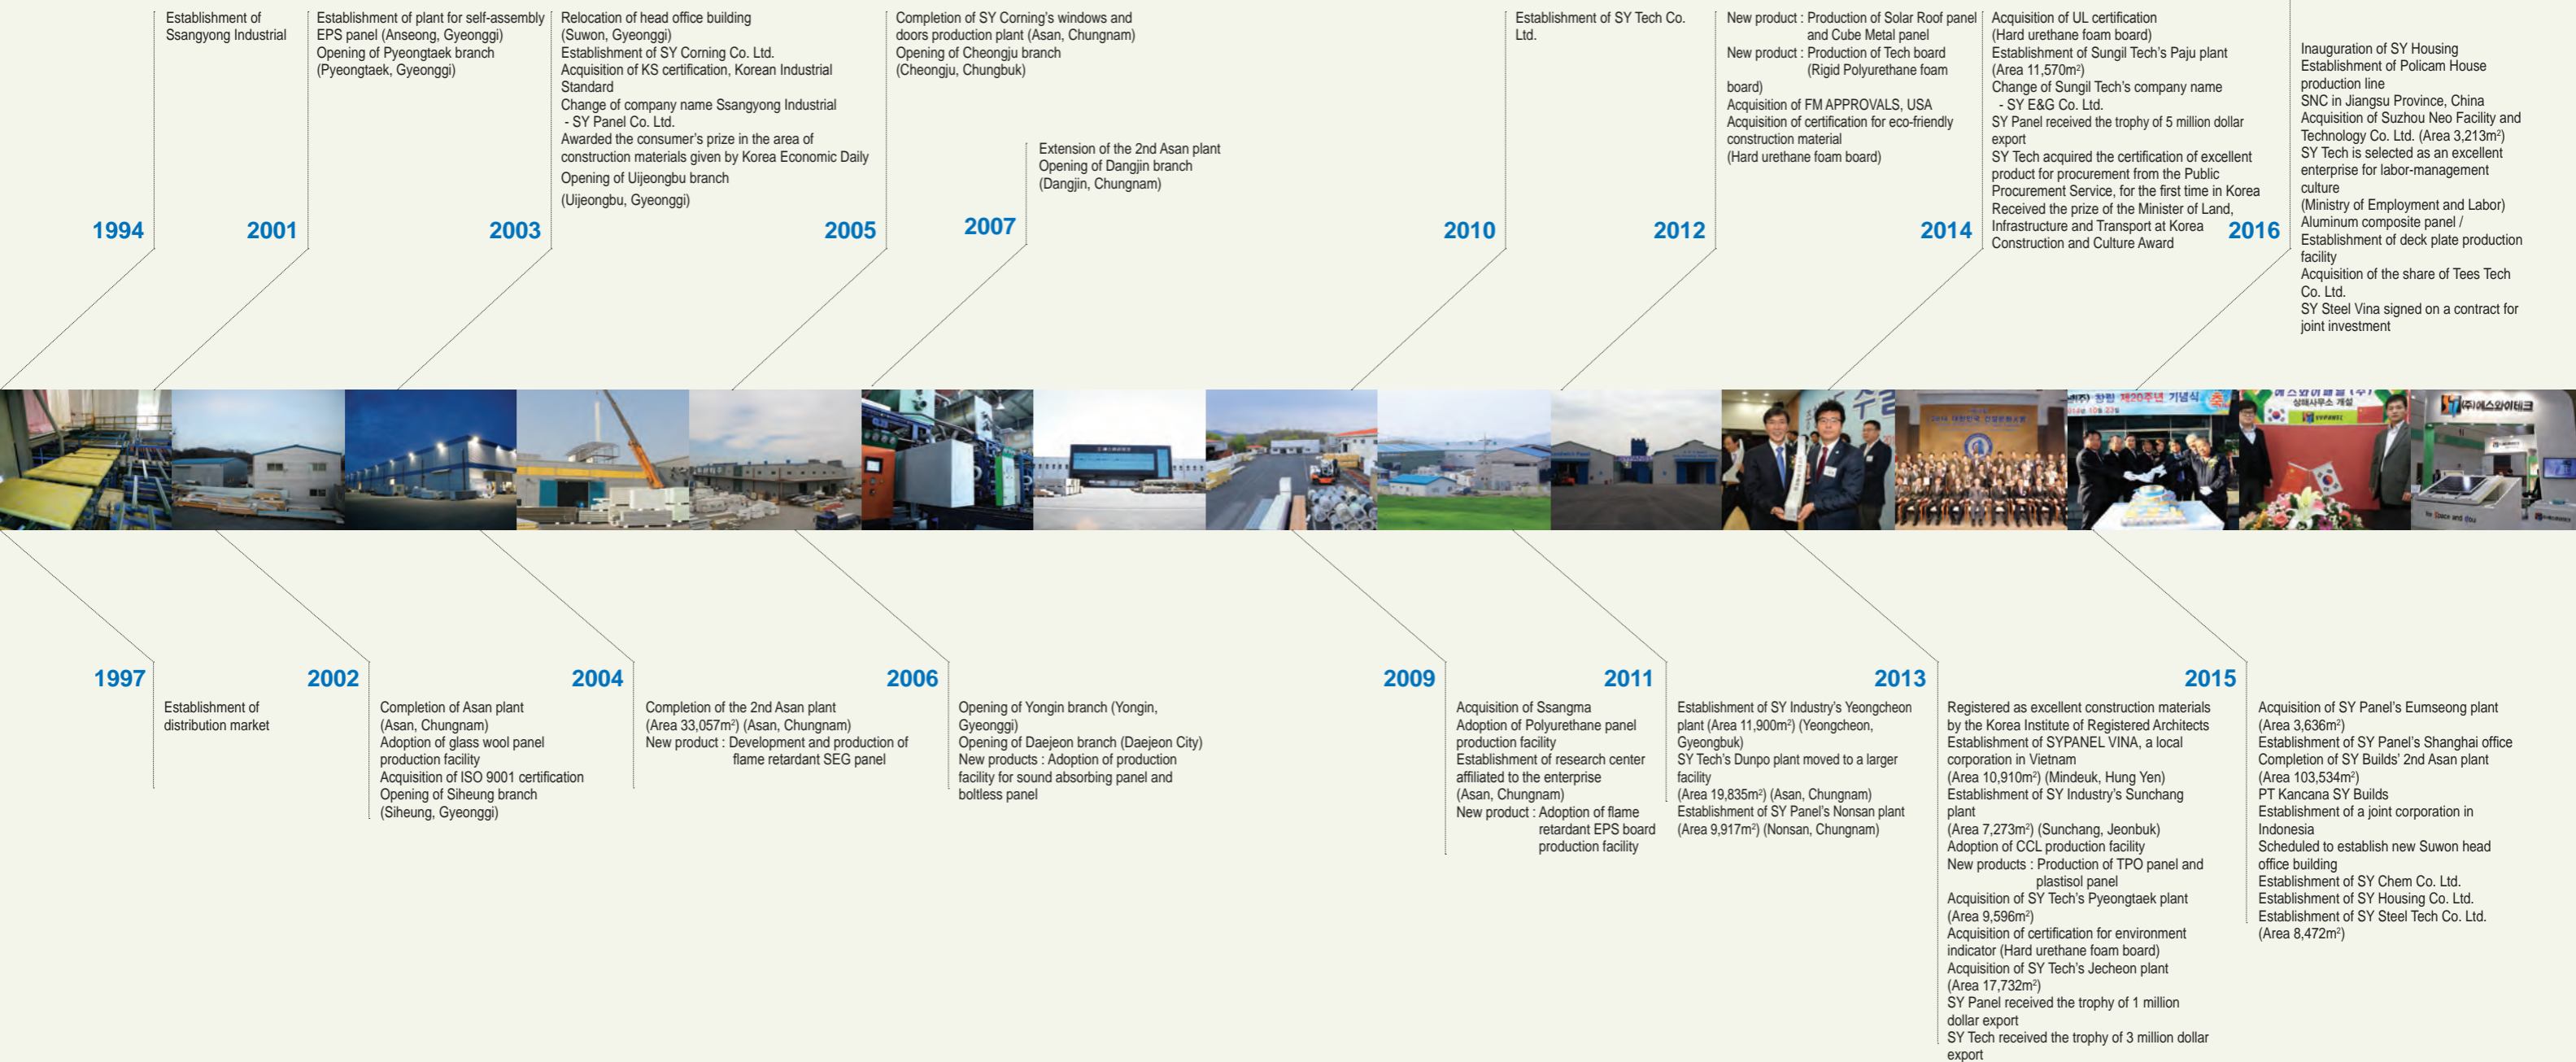 1994
Establishment of
Ssangyong Industrial
2001
Establishment of plant for self-assembly
EPS panel (Anseong, Gyeonggi)
Opening of Pyeongtaek branch
(Pyeongtaek, Gyeonggi)
2003
Relocation of head office building
(Suwon, Gyeonggi)
Establishment of SY Corning Co. Ltd.
Acquisition of KS certification, Korean Industrial
Standard
Change of company name Ssangyong Industrial
- SY Panel Co. Ltd.
Awarded the consumer's prize in the area of
construction materials given by Korea Economic Daily
Opening of Uijeongbu branch
(Uijeongbu, Gyeonggi)
2005
Completion of SY Corning's windows and
doors production plant (Asan, Chungnam)
Opening of Cheongju branch
(Cheongju, Chungbuk)
2007
Extension of the 2nd Asan plant
Opening of Dangjin branch
(Dangjin, Chungnam)
2010
Establishment of SY Tech Co.
Ltd.
2012
New product : Production of Solar Roof panel
and Cube Metal panel
New product : Production of Tech board
(Rigid Polyurethane foam
board)
Acquisition of FM APPROVALS, USA
Acquisition of certification for eco-friendly
construction material
(Hard urethane foam board)
2014
Acquisition of UL certification
(Hard urethane foam board)
Establishment of Sungil Tech's Paju plant
(Area 11,570m²)
Change of Sungil Tech's company name
- SY E&G Co. Ltd.
SY Panel received the trophy of 5 million dollar
export
SY Tech acquired the certification of excellent
product for procurement from the Public
Procurement Service, for the first time in Korea
Received the prize of the Minister of Land,
Infrastructure and Transport at Korea
Construction and Culture Award
2016
Inauguration of SY Housing
Establishment of Policam House
production line
SNC in Jiangsu Province, China
Acquisition of Suzhou Neo Facility and
Technology Co. Ltd. (Area 3,213m²)
SY Tech is selected as an excellent
enterprise for labor-management
culture
(Ministry of Employment and Labor)
Aluminum composite panel /
Establishment of deck plate production
facility
Acquisition of the share of Tees Tech
Co. Ltd.
SY Steel Vina signed on a contract for
joint investment
창립 제20주년 기념식
에스와이패널(주)
상해사무소 개설
SYPANEL
(주)에스와이테크
1997
Establishment of
distribution market
2002
Completion of Asan plant
(Asan, Chungnam)
Adoption of glass wool panel
production facility
Acquisition of ISO 9001 certification
Opening of Siheung branch
(Siheung, Gyeonggi)
2004
Completion of the 2nd Asan plant
(Area 33,057m²) (Asan, Chungnam)
New product : Development and production of
flame retardant SEG panel
2006
Opening of Yongin branch (Yongin,
Gyeonggi)
Opening of Daejeon branch (Daejeon City)
New products : Adoption of production
facility for sound absorbing panel and
boltless panel
2009
Acquisition of Ssangma
Adoption of Polyurethane panel
production facility
Establishment of research center
affiliated to the enterprise
(Asan, Chungnam)
New product : Adoption of flame
retardant EPS board
production facility
2011
Establishment of SY Industry's Yeongcheon
plant (Area 11,900m²) (Yeongcheon,
Gyeongbuk)
SY Tech's Dunpo plant moved to a larger
facility
(Area 19,835m²) (Asan, Chungnam)
Establishment of SY Panel's Nonsan plant
(Area 9,917m²) (Nonsan, Chungnam)
2013
Registered as excellent construction materials
by the Korea Institute of Registered Architects
Establishment of SYPANEL VINA, a local
corporation in Vietnam
(Area 10,910m²) (Mindeuk, Hung Yen)
Establishment of SY Industry's Sunchang
plant
(Area 7,273m²) (Sunchang, Jeonbuk)
Adoption of CCL production facility
New products : Production of TPO panel and
plastisol panel
Acquisition of SY Tech's Pyeongtaek plant
(Area 9,596m²)
Acquisition of certification for environment
indicator (Hard urethane foam board)
Acquisition of SY Tech's Jecheon plant
(Area 17,732m²)
SY Panel received the trophy of 1 million
dollar export
SY Tech received the trophy of 3 million dollar
export
2015
Acquisition of SY Panel's Eumseong plant
(Area 3,636m²)
Establishment of SY Panel's Shanghai office
Completion of SY Builds' 2nd Asan plant
(Area 103,534m²)
PT Kancana SY Builds
Establishment of a joint corporation in
Indonesia
Scheduled to establish new Suwon head
office building
Establishment of SY Chem Co. Ltd.
Establishment of SY Housing Co. Ltd.
Establishment of SY Steel Tech Co. Ltd.
(Area 8,472m²)